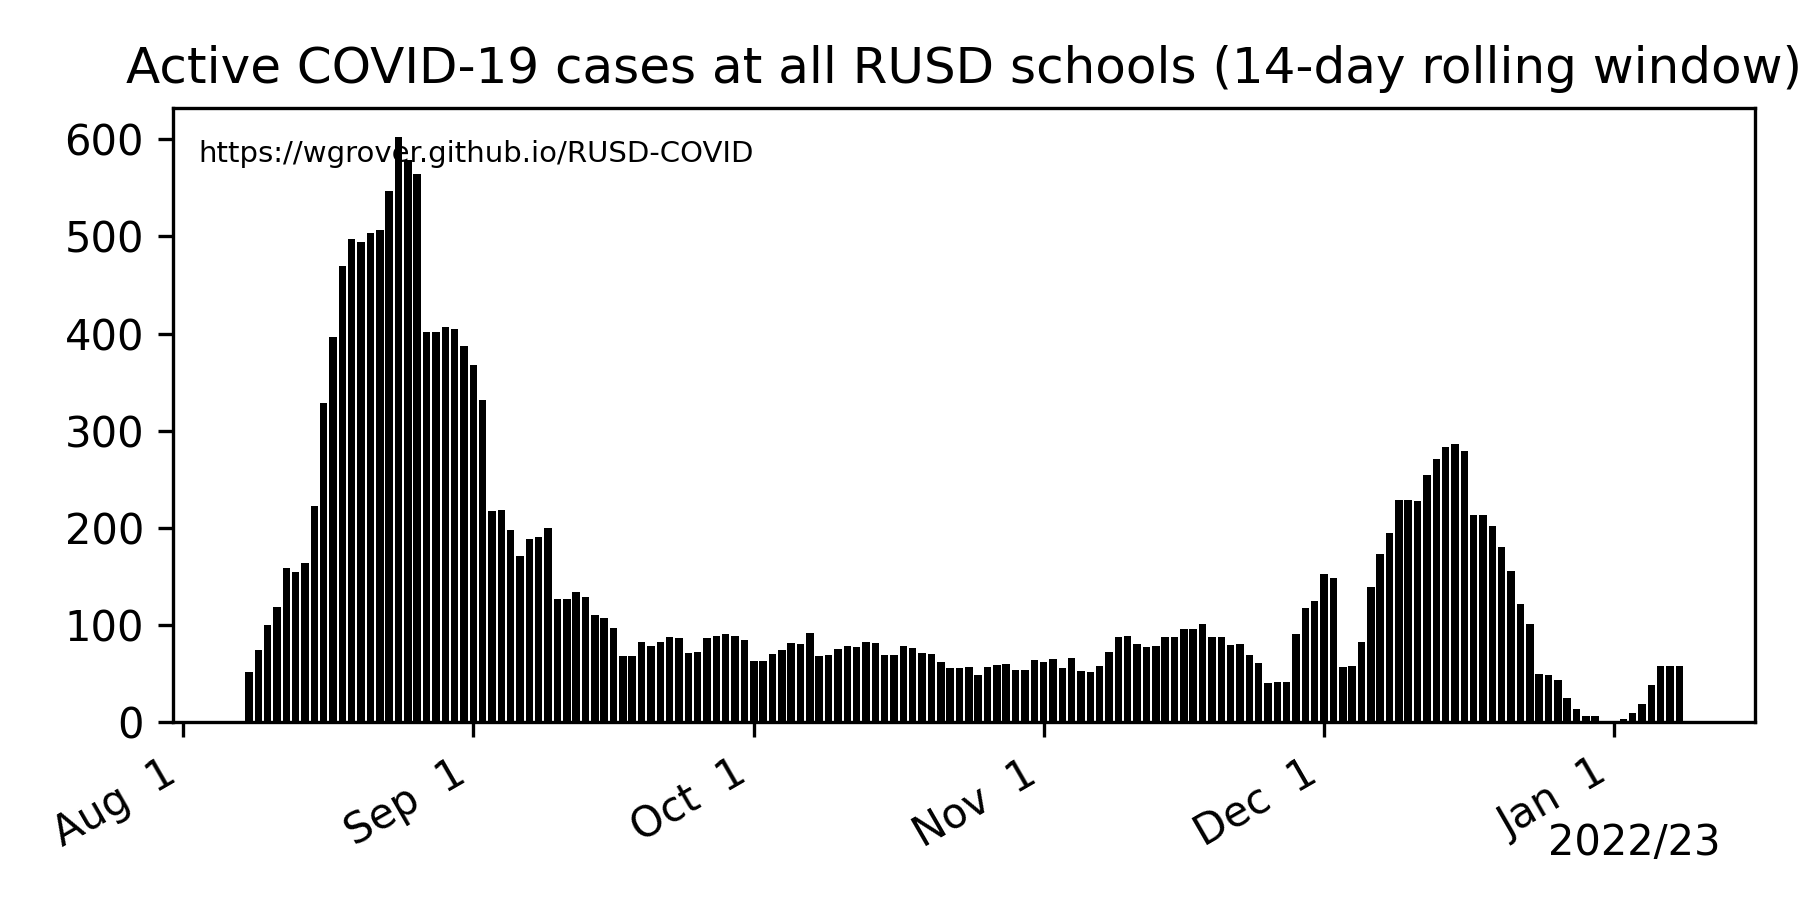 Active COVID-19 cases at all RUSD schools (14-day rolling window)
https://wgrover.github.io/RUSD-COVID
600
500
400
300
200
100
0
Aug 1
Sep 1
Oct 1
Nov 1
Dec 1
Jan 1
2022/23